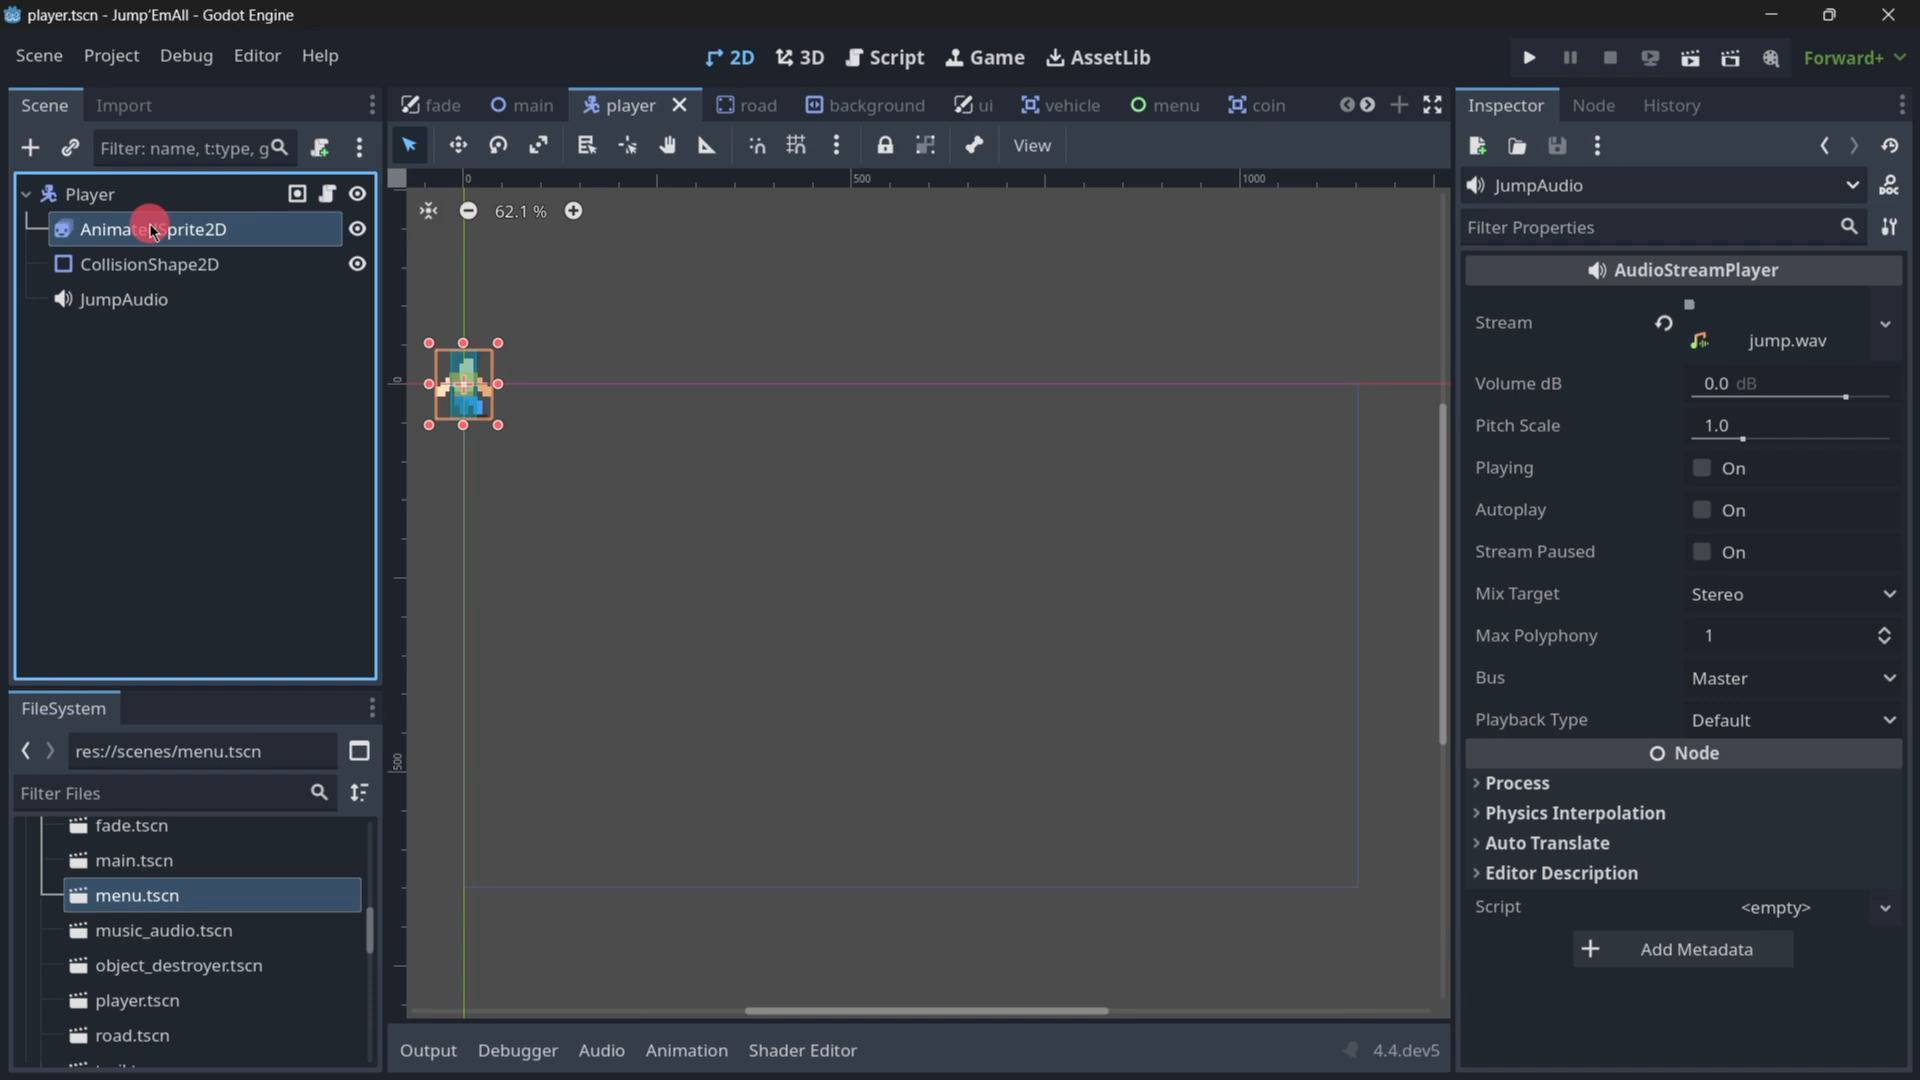 player.tscn - Jump'EmAll - Godot Engine
Scene Project Debug Editor Help
2D 3D Script Game AssetLib
Forward+
Scene Import
fade main player road background ui vehicle menu coin
Inspector Node History
Filter: name, t:type, g
View
Player
AnimatedSprite2D
CollisionShape2D
JumpAudio
0 500 1000
62.1 %
0
500
JumpAudio
Filter Properties
AudioStreamPlayer
Stream
jump.wav
Volume dB 0.0 dB
Pitch Scale 1.0
Playing On
Autoplay On
Stream Paused On
Mix Target Stereo
Max Polyphony 1
Bus Master
Playback Type Default
Node
Process
Physics Interpolation
Auto Translate
Editor Description
Script <empty>
Add Metadata
FileSystem
res://scenes/menu.tscn
Filter Files
fade.tscn
main.tscn
menu.tscn
music_audio.tscn
object_destroyer.tscn
player.tscn
road.tscn
Output Debugger Audio Animation Shader Editor
4.4.dev5